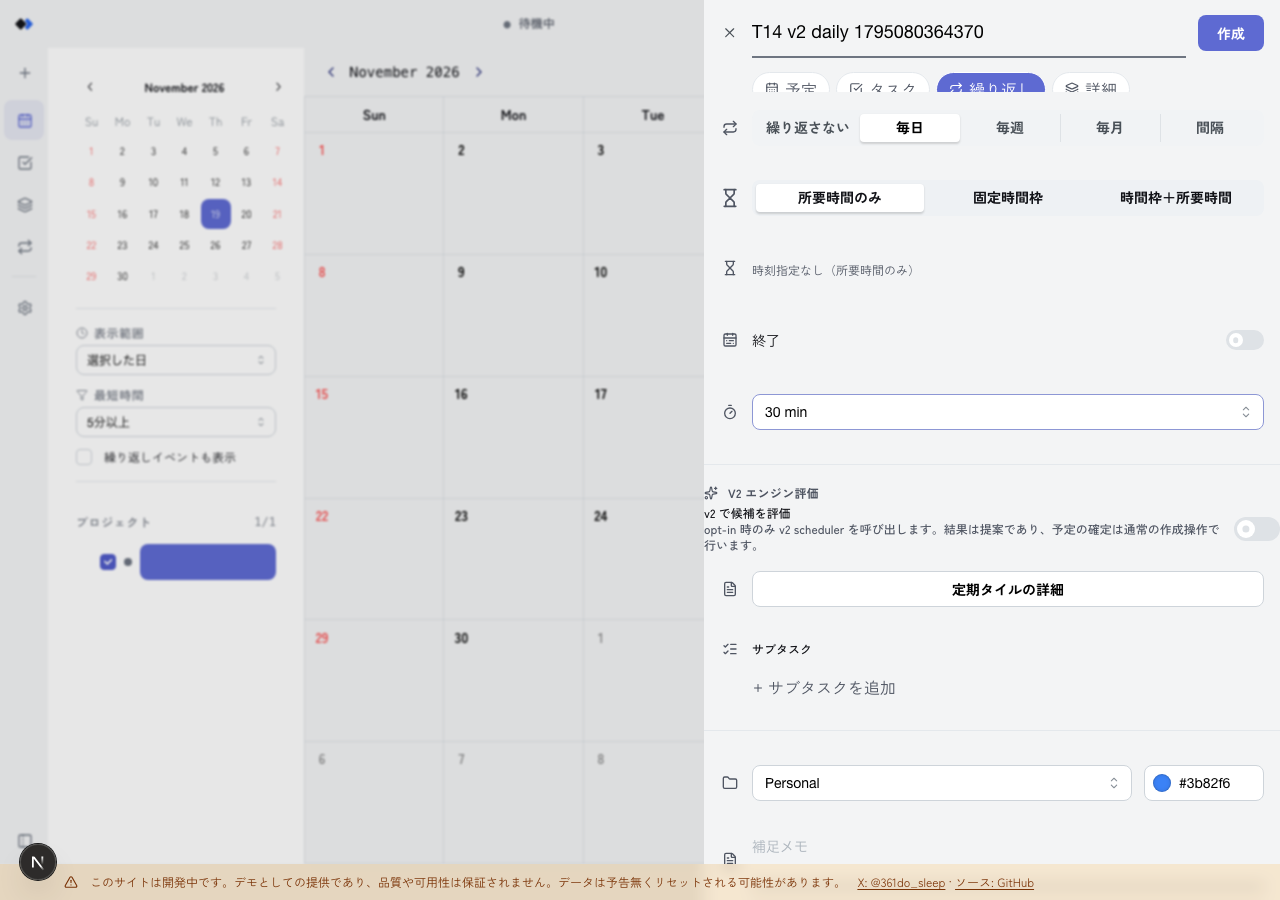 待機中
T14 v2 daily 1795080364370
作成
予定 タスク 繰り返し 詳細
November 2026
Su Mo Tu We Th Fr Sa
1 2 3 4 5 6 7
8 9 10 11 12 13 14
15 16 17 18 19 20 21
22 23 24 25 26 27 28
29 30 1 2 3 4 5
表示範囲
選択した日
最短時間
5分以上
繰り返しイベントも表示
プロジェクト 1/1
November 2026
Sun Mon Tue
1 2 3
8 9 10
15 16 17
22 23 24
29 30 1
6 7 8
繰り返さない 毎日 毎週 毎月 間隔
所要時間のみ 固定時間枠 時間枠+所要時間
時刻指定なし（所要時間のみ）
終了
30 min
V2 エンジン評価
v2 で候補を評価
opt-in 時のみ v2 scheduler を呼び出します。結果は提案であり、予定の確定は通常の作成操作で
行います。
定期タイルの詳細
サブタスク
+ サブタスクを追加
Personal #3b82f6
補足メモ
N
このサイトは開発中です。デモとしての提供であり、品質や可用性は保証されません。データは予告無くリセットされる可能性があります。 X: @361do_sleep · ソース: GitHub